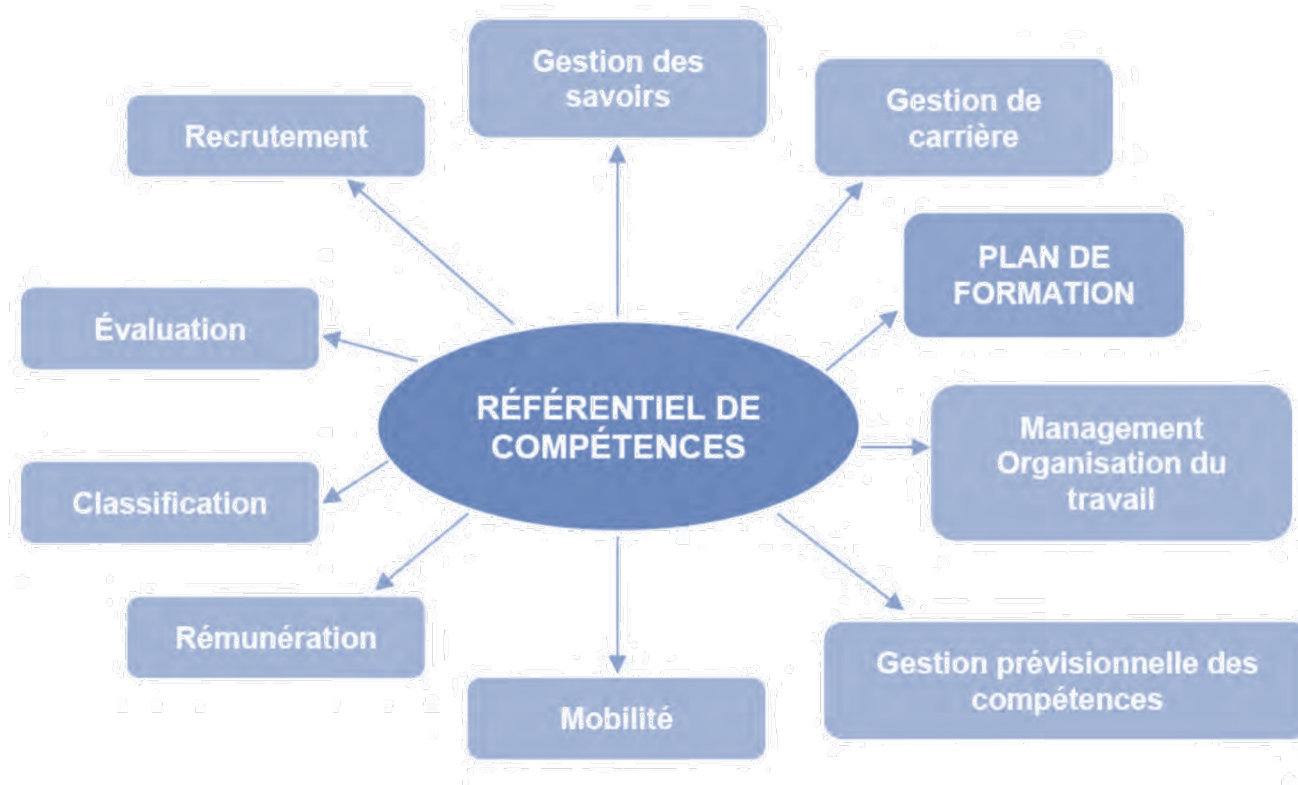 Gestion des
savoirs
Gestion de
carrière
Recrutement
PLAN DE
FORMATION
Évaluation
RÉFÉRENTIEL DE
COMPÉTENCES
Management
Organisation du
travail
Classification
Rémunération
Gestion prévisionnelle des
compétences
Mobilité